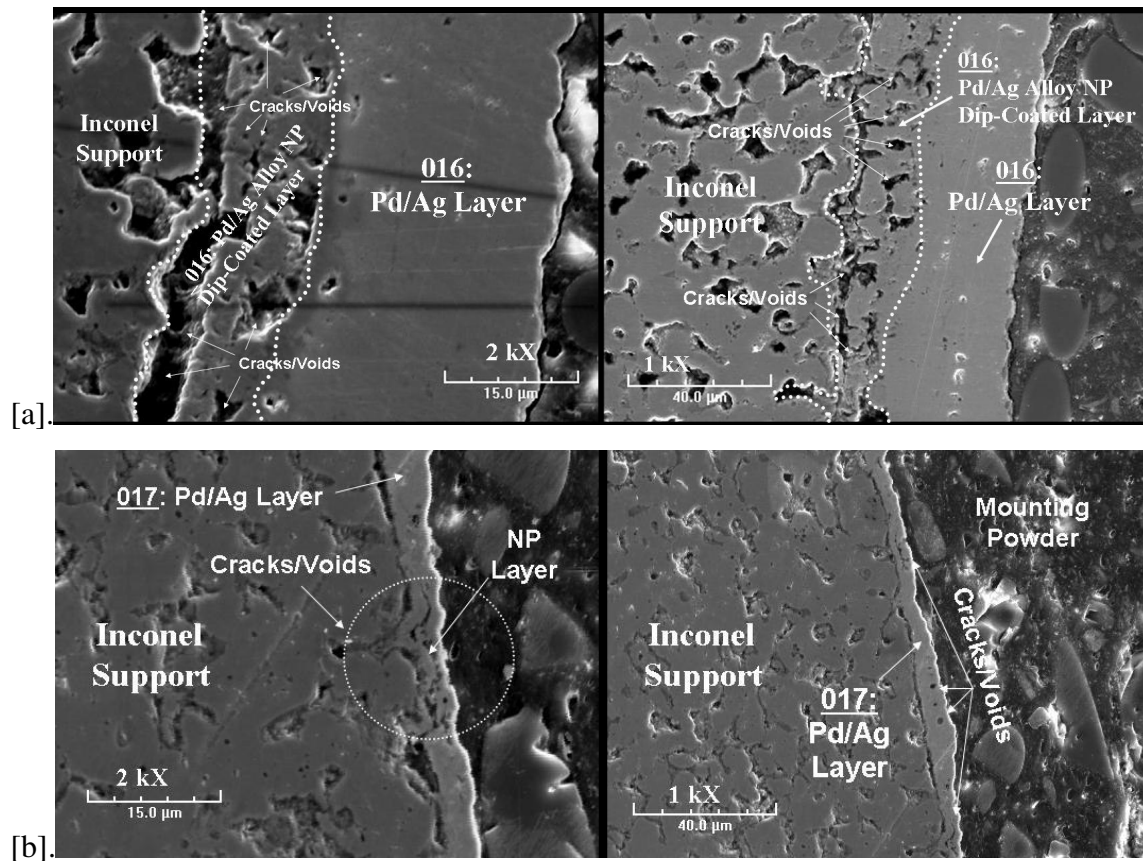 Inconel
Support
Cracks/Voids
016: Pd/Ag Alloy NP
Dip-Coated Layer
016:
Pd/Ag Layer
Cracks/Voids
2 kX
15.0 µm
016:
Pd/Ag Alloy NP
Dip-Coated Layer
Cracks/Voids
Inconel
Support
016:
Pd/Ag Layer
Cracks/Voids
1 kX
40.0 µm
[a].
017: Pd/Ag Layer
NP
Layer
Cracks/Voids
Inconel
Support
2 kX
15.0 µm
Mounting
Powder
Cracks/Voids
Inconel
Support
017:
Pd/Ag
Layer
1 kX
40.0 µm
[b].